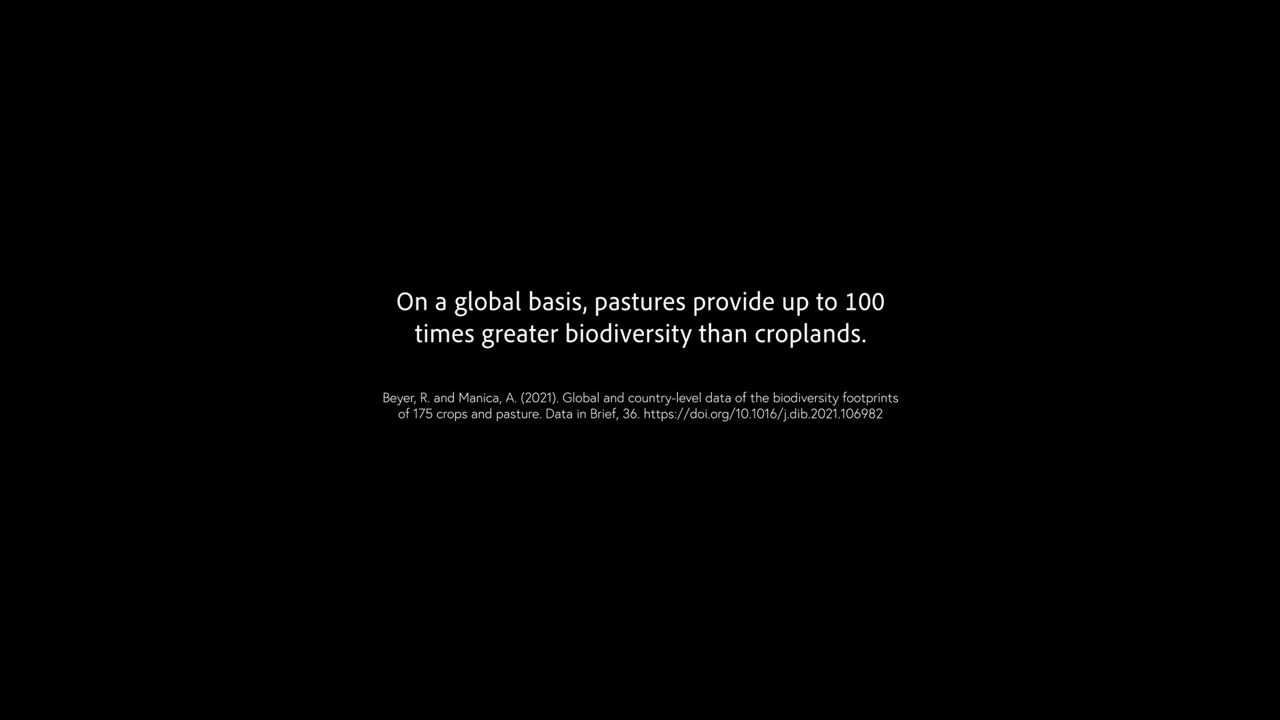 On a global basis, pastures provide up to 100
times greater biodiversity than croplands.
Beyer, R. and Manica, A. (2021). Global and country-level data of the biodiversity footprints
of 175 crops and pasture. Data in Brief, 36. https://doi.org/10.1016/j.dib.2021.106982